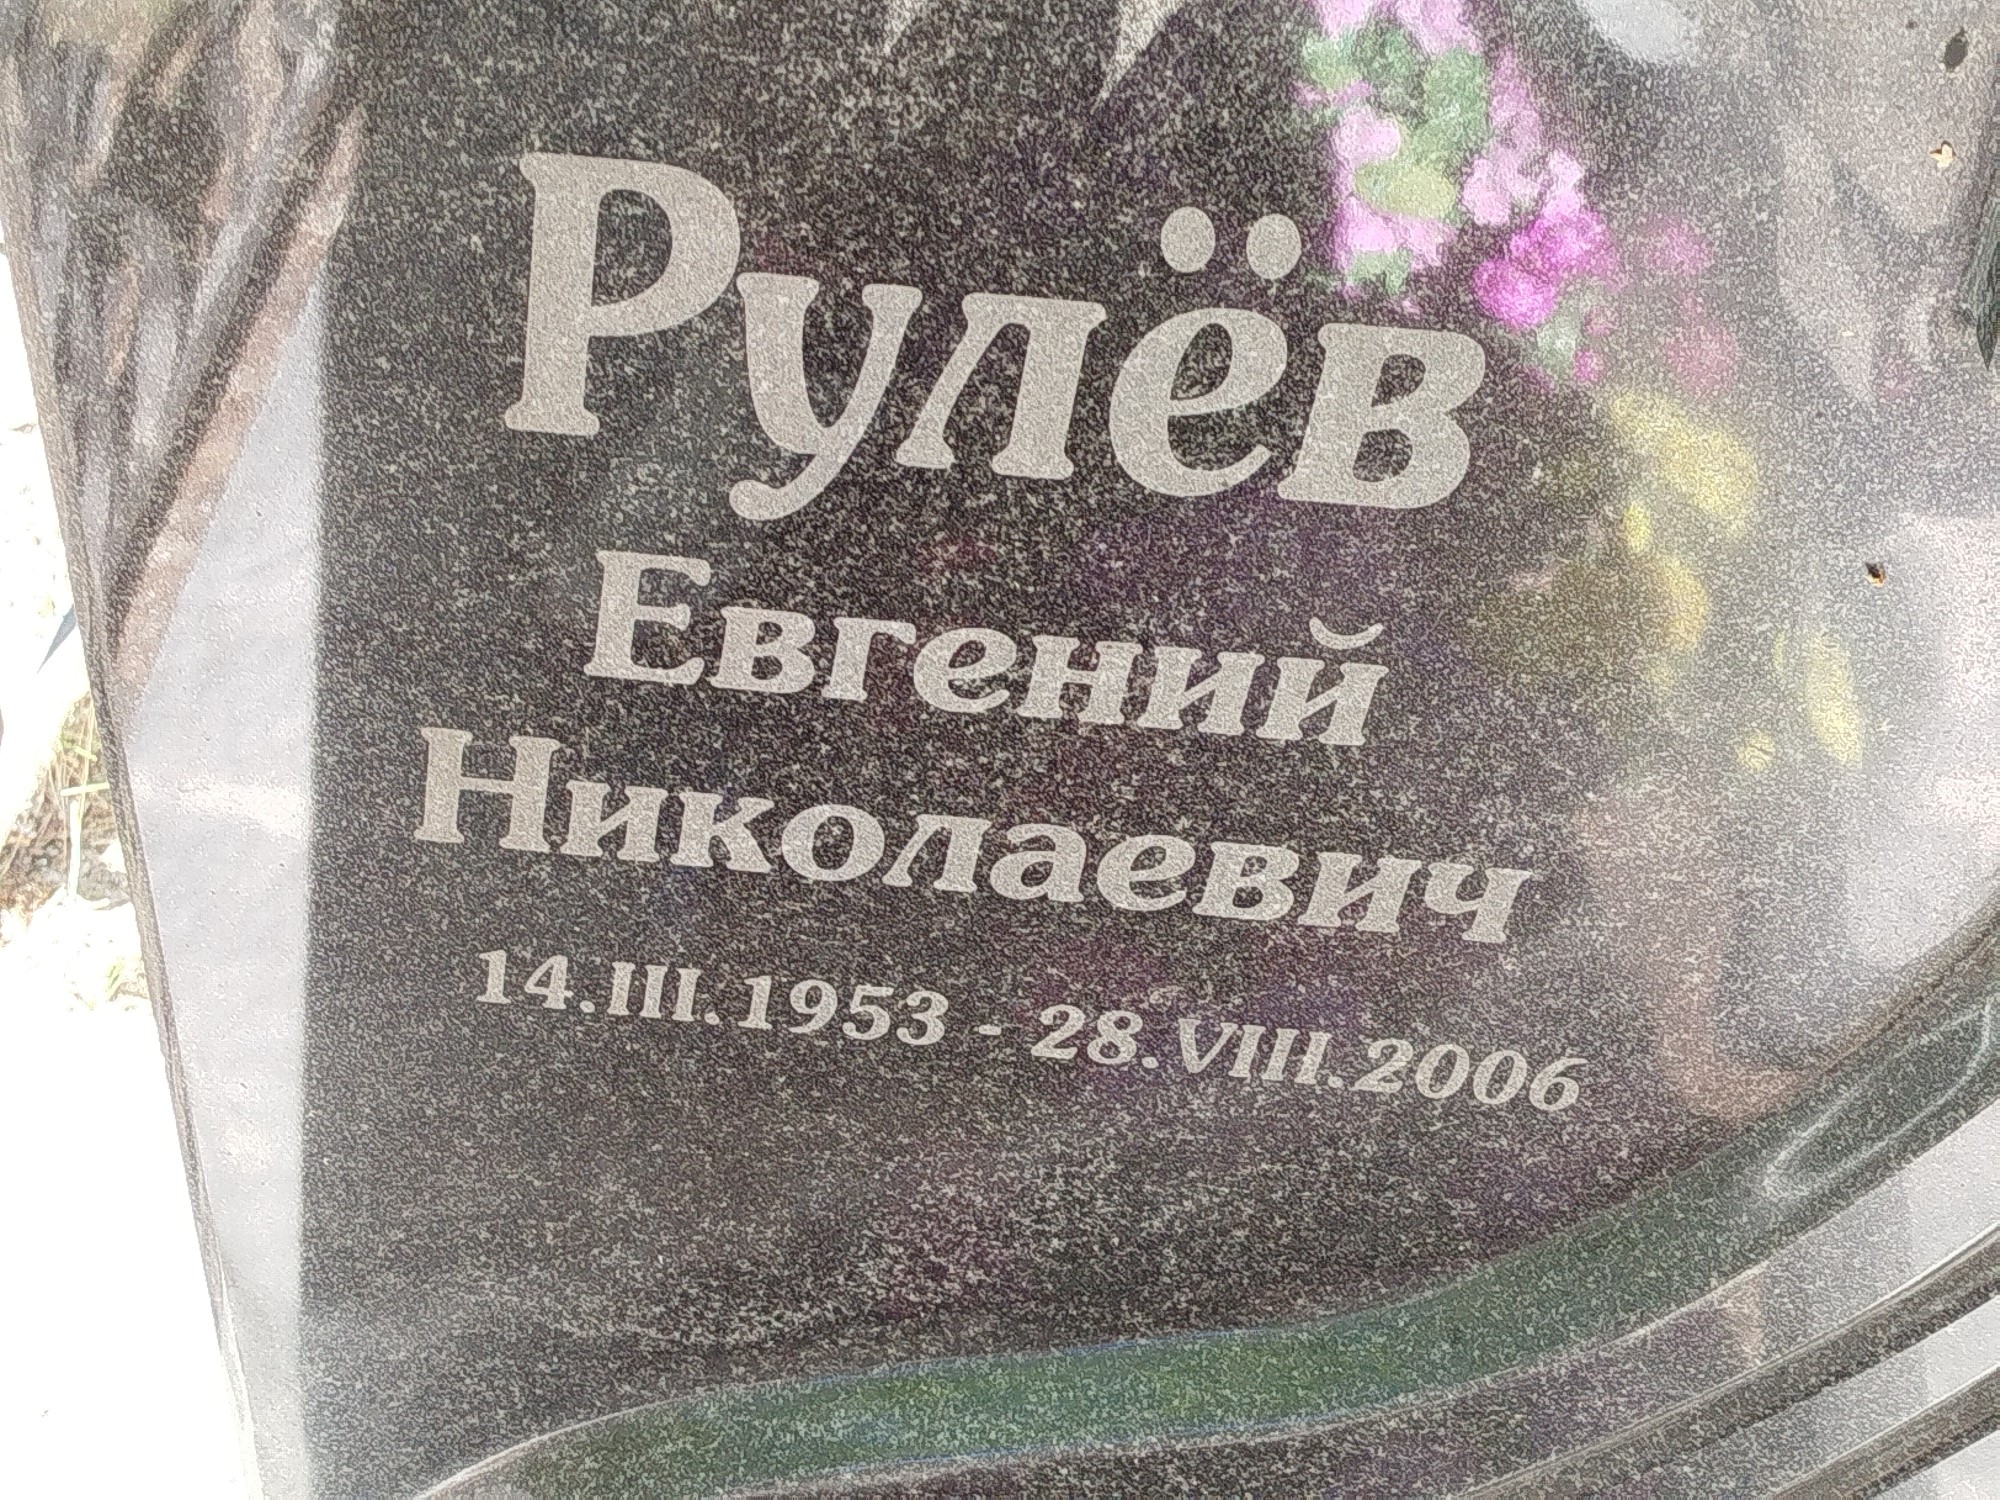 Рулёв
Евгений
Николаевич
14.III.1953 - 28.VIII.2006